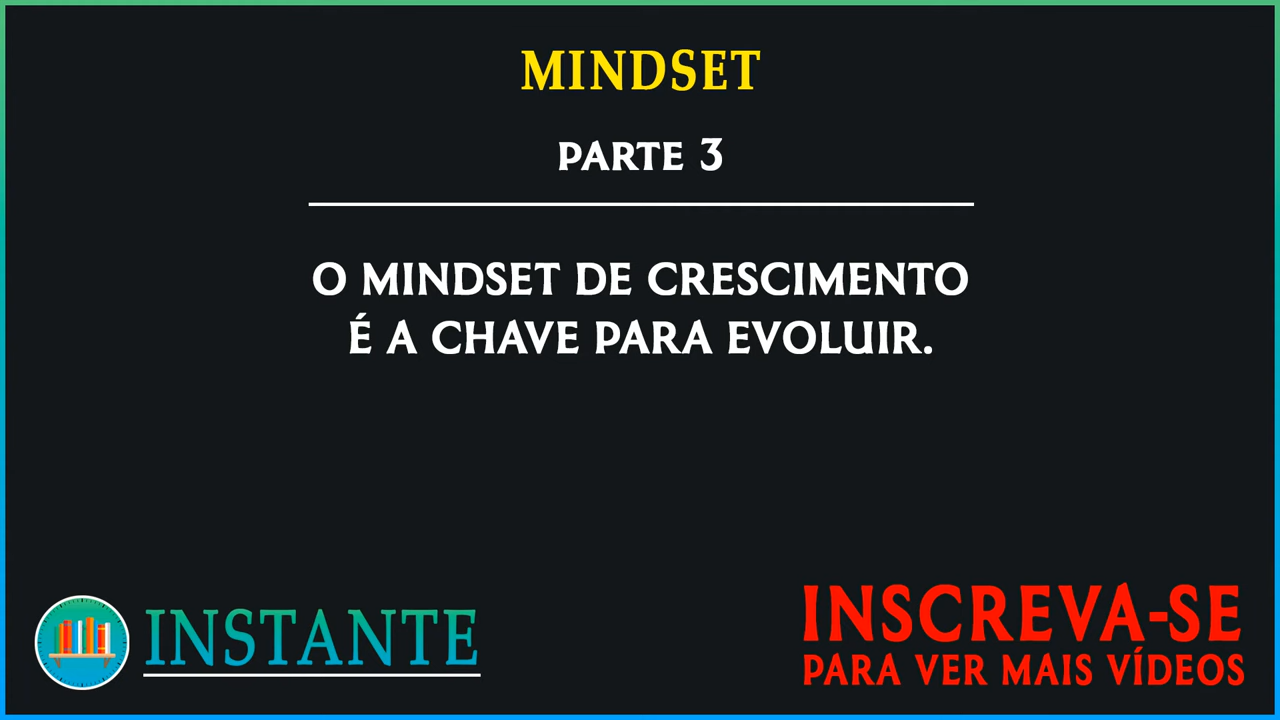 MINDSET
PARTE 3
O MINDSET DE CRESCIMENTO
É A CHAVE PARA EVOLUIR.
INSTANTE
INSCREVA-SE
PARA VER MAIS VÍDEOS